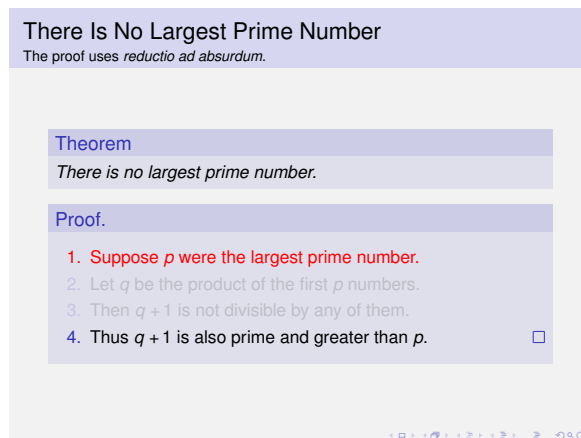 There Is No Largest Prime Number
The proof uses reductio ad absurdum.
Theorem
There is no largest prime number.
Proof.
1. Suppose p were the largest prime number.
2. Let q be the product of the first p numbers.
3. Then q + 1 is not divisible by any of them.
4. Thus q + 1 is also prime and greater than p. □